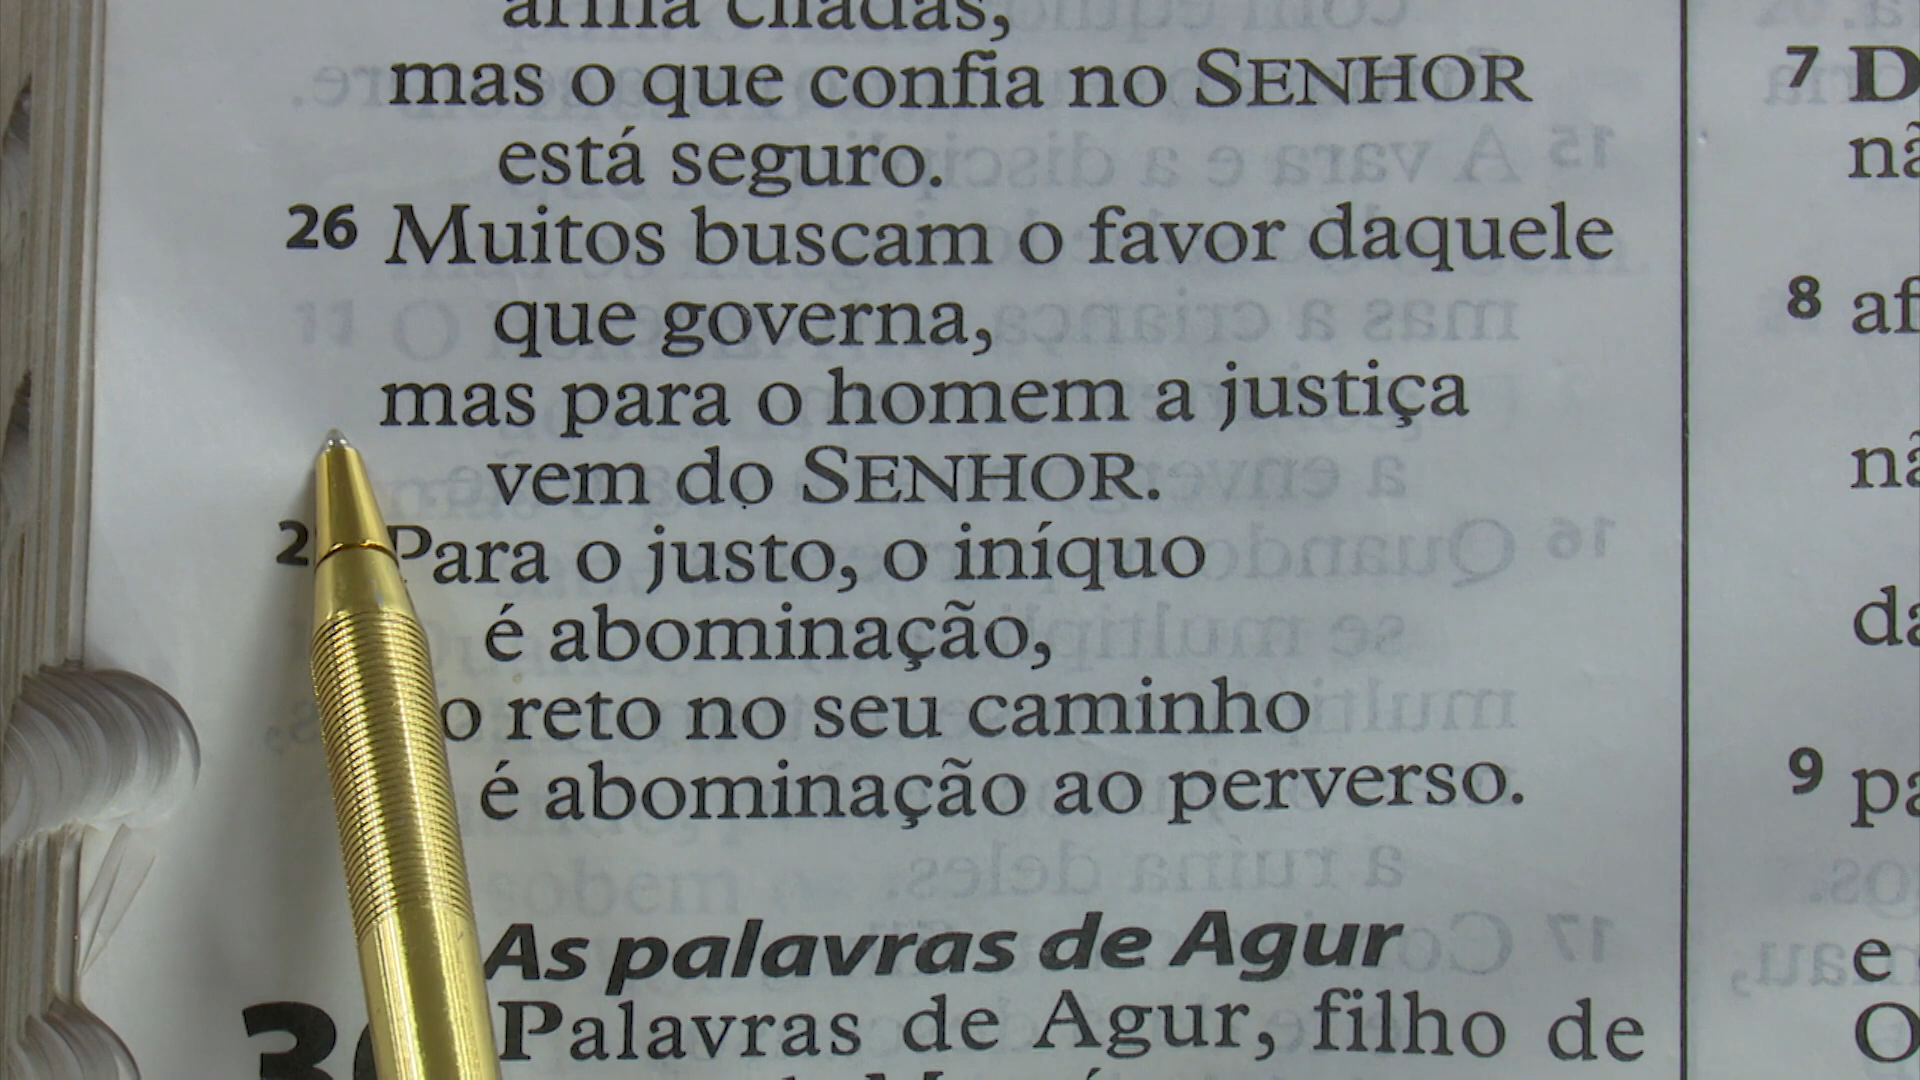 arma ciladas,
mas o que confia no SENHOR
está seguro.
26 Muitos buscam o favor daquele
que governa,
mas para o homem a justiça
vem do SENHOR.
Para o justo, o iníquo
é abominação,
o reto no seu caminho
é abominação ao perverso.
As palavras de Agur
Palavras de Agur, filho de
7
8
9
e